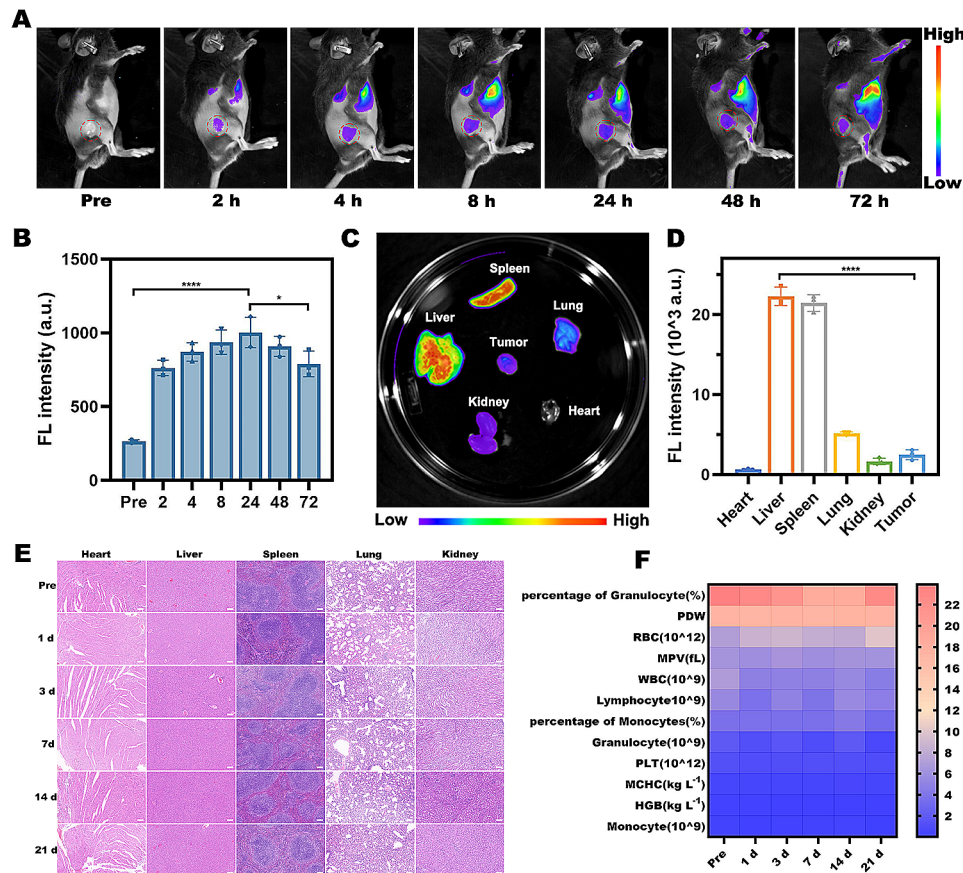 A
High
Low
Pre
2 h
4 h
8 h
24 h
48 h
72 h
B
FL intensity (a.u.)
1500
1000
500
0
****
*
Pre
2
4
8
24
48
72
C
Spleen
Lung
Liver
Tumor
Kidney
Heart
Low
High
D
FL intensity (10^3 a.u.)
20
10
0
****
Heart
Liver
Spleen
Lung
Kidney
Tumor
E
Heart
Liver
Spleen
Lung
Kidney
Pre
1 d
3 d
7d
14 d
21 d
F
percentage of Granulocyte(%)
PDW
RBC(10^12)
MPV(fL)
WBC(10^9)
Lymphocyte10^9)
percentage of Monocytes(%)
Granulocyte(10^9)
PLT(10^12)
MCHC(kg L⁻¹)
HGB(kg L⁻¹)
Monocyte(10^9)
Pre
1 d
3 d
7 d
14 d
21 d
22
20
18
16
14
12
10
8
6
4
2